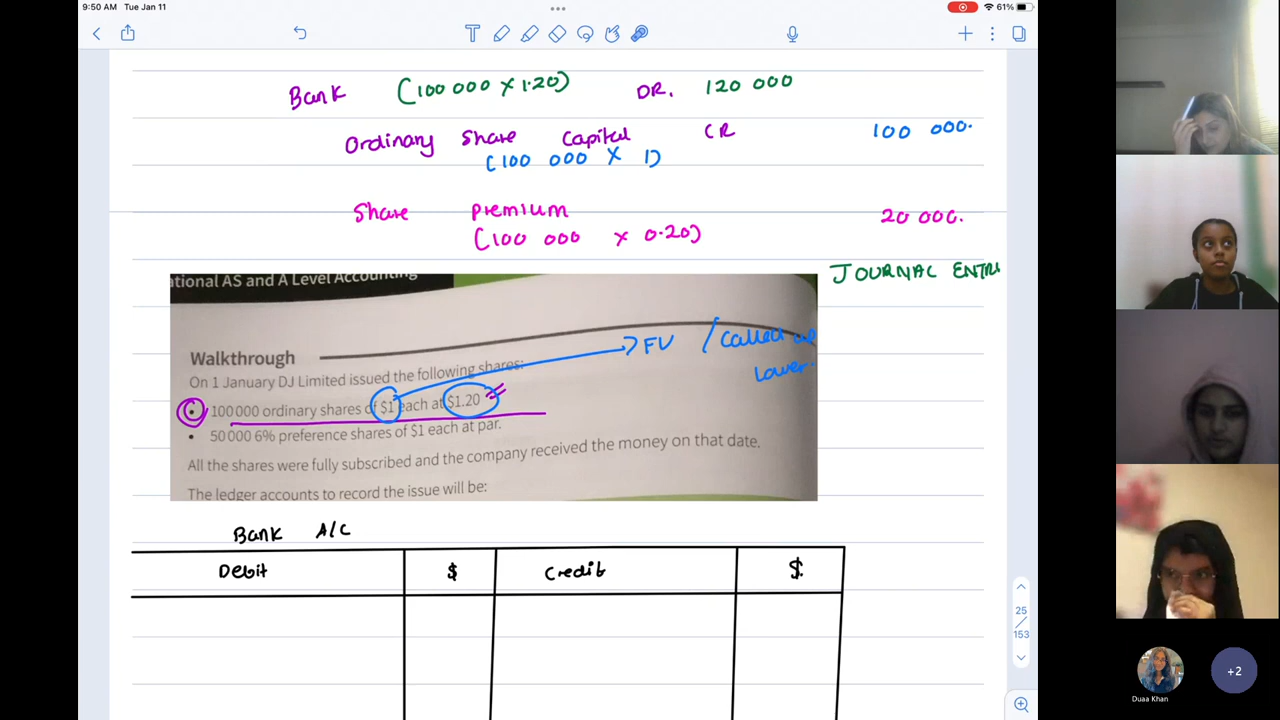 9:50 AM Tue Jan 11
61%
Bank (100 000 x 1.20) DR. 120 000
Ordinary Share Capital CR 100 000.
(100 000 x 1)
Share Premium 20 000.
(100 000 x 0.20)
JOURNAL ENTRI
ational AS and A Level Accounting
FV / Called up
Lower.
Walkthrough
On 1 January DJ Limited issued the following shares:
• 100 000 ordinary shares of $1 each at $1.20
• 50 000 6% preference shares of $1 each at par.
All the shares were fully subscribed and the company received the money on that date.
The ledger accounts to record the issue will be:
Bank A/C
Debit $ Credit $
25
153
Duaa Khan
+2